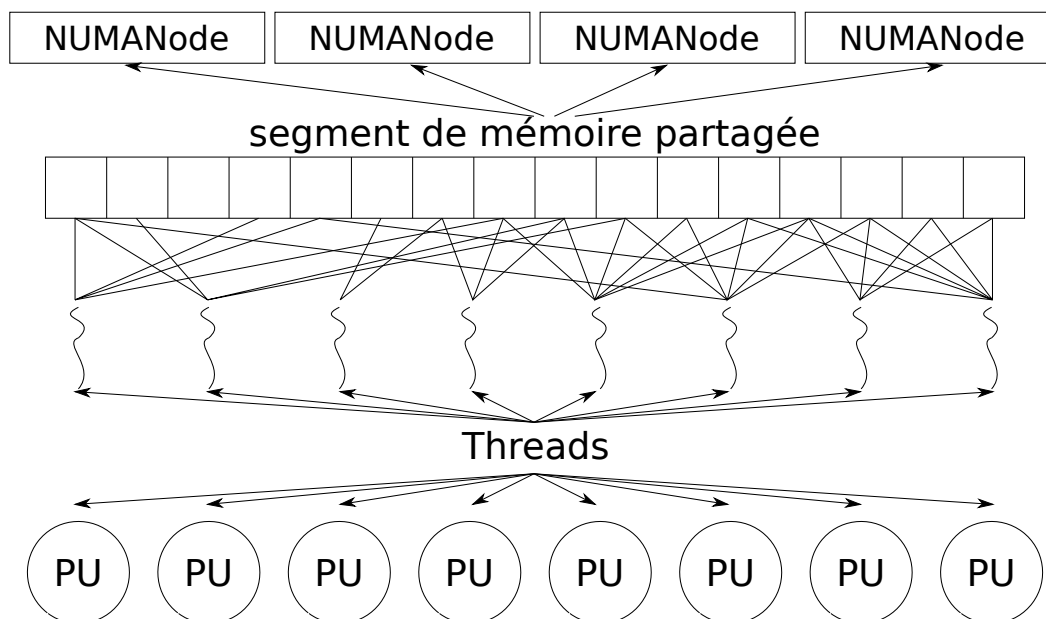 NUMANode NUMANode NUMANode NUMANode
segment de mémoire partagée
Threads
PU PU PU PU PU PU PU PU